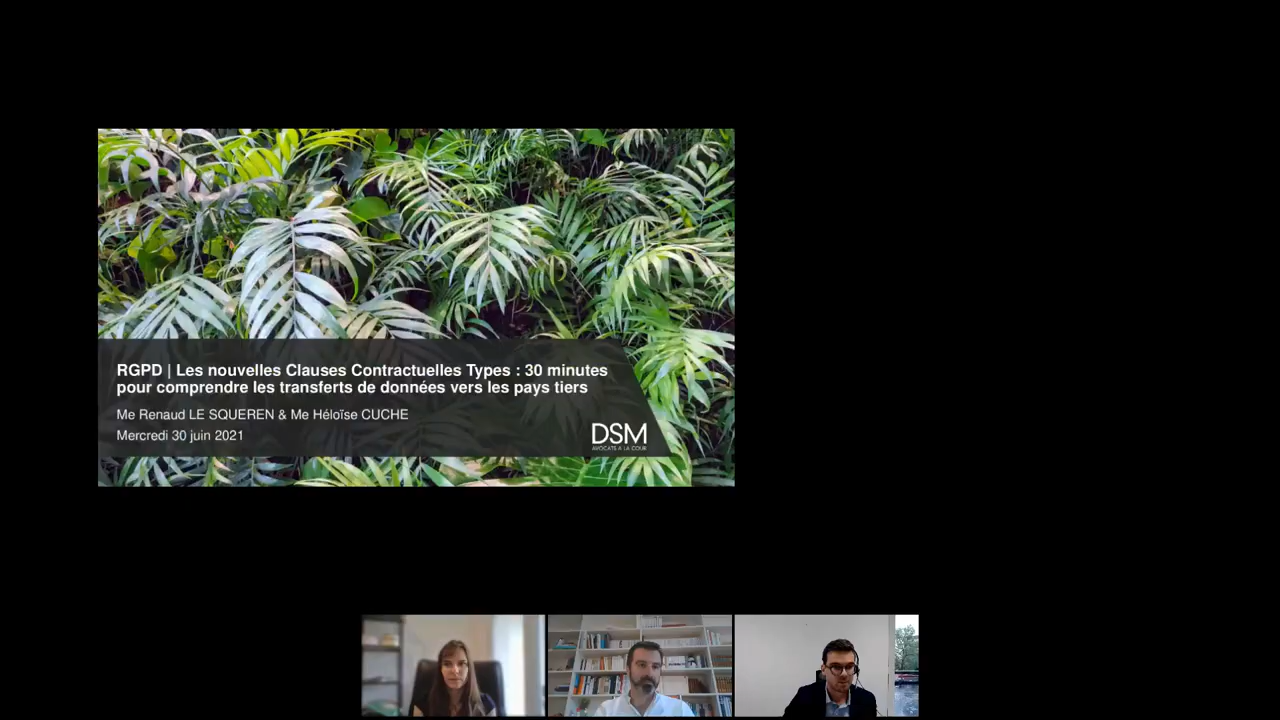 RGPD | Les nouvelles Clauses Contractuelles Types : 30 minutes
pour comprendre les transferts de données vers les pays tiers
Me Renaud LE SQUEREN & Me Héloïse CUCHE
Mercredi 30 juin 2021
DSM
AVOCATS A LA COUR